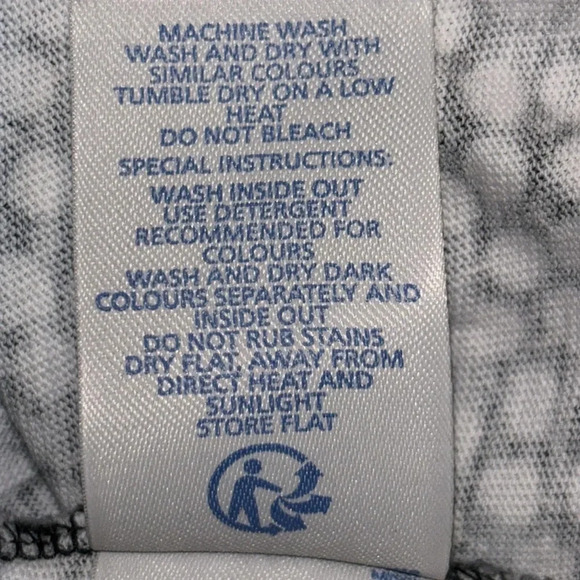 MACHINE WASH
WASH AND DRY WITH
SIMILAR COLOURS
TUMBLE DRY ON A LOW
HEAT
DO NOT BLEACH
SPECIAL INSTRUCTIONS:
WASH INSIDE OUT
USE DETERGENT
RECOMMENDED FOR
COLOURS
WASH AND DRY DARK
COLOURS SEPARATELY AND
INSIDE OUT
DO NOT RUB STAINS
DRY FLAT, AWAY FROM
DIRECT HEAT AND
SUNLIGHT
STORE FLAT